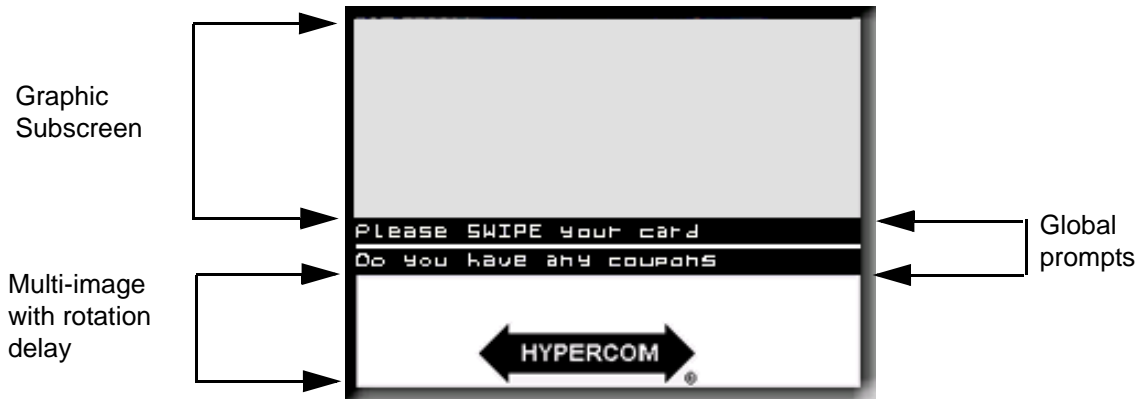 Graphic
Subscreen
Please SWIPE your card
Do you have any coupons
Global
prompts
Multi-image
with rotation
delay
HYPERCOM
®